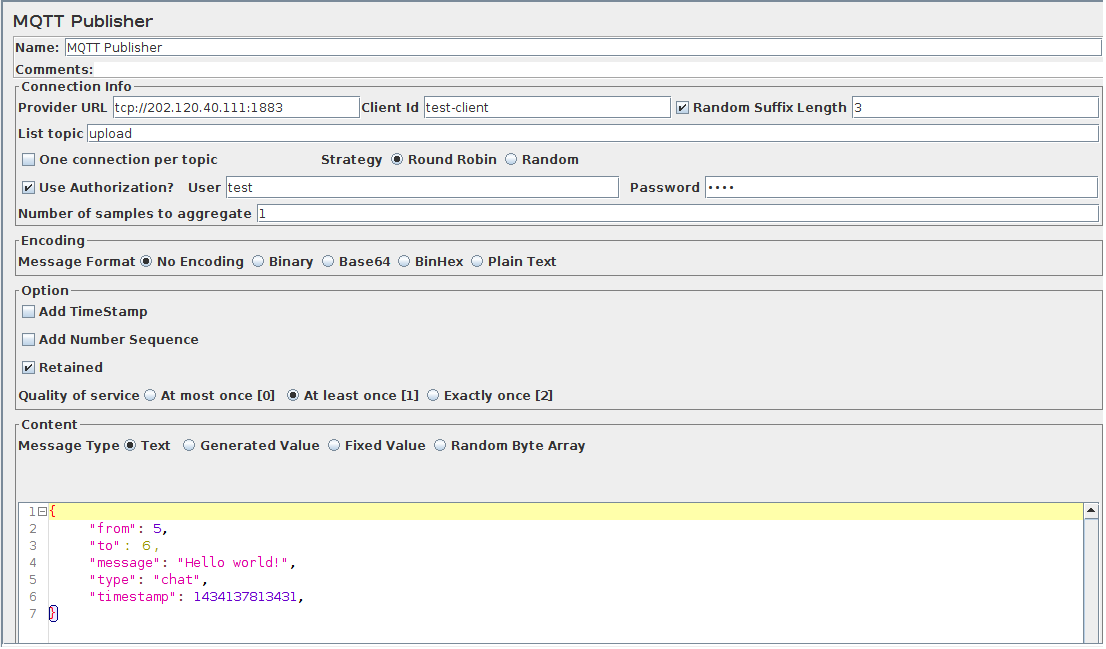 MQTT Publisher
Name: MQTT Publisher
Comments:
Connection Info
Provider URL tcp://202.120.40.111:1883 Client Id test-client Random Suffix Length 3
List topic upload
One connection per topic Strategy Round Robin Random
Use Authorization? User test Password ••••
Number of samples to aggregate 1
Encoding
Message Format No Encoding Binary Base64 BinHex Plain Text
Option
Add TimeStamp
Add Number Sequence
Retained
Quality of service At most once [0] At least once [1] Exactly once [2]
Content
Message Type Text Generated Value Fixed Value Random Byte Array
1 {
2 "from": 5,
3 "to": 6,
4 "message": "Hello world!",
5 "type": "chat",
6 "timestamp": 1434137813431,
7 }